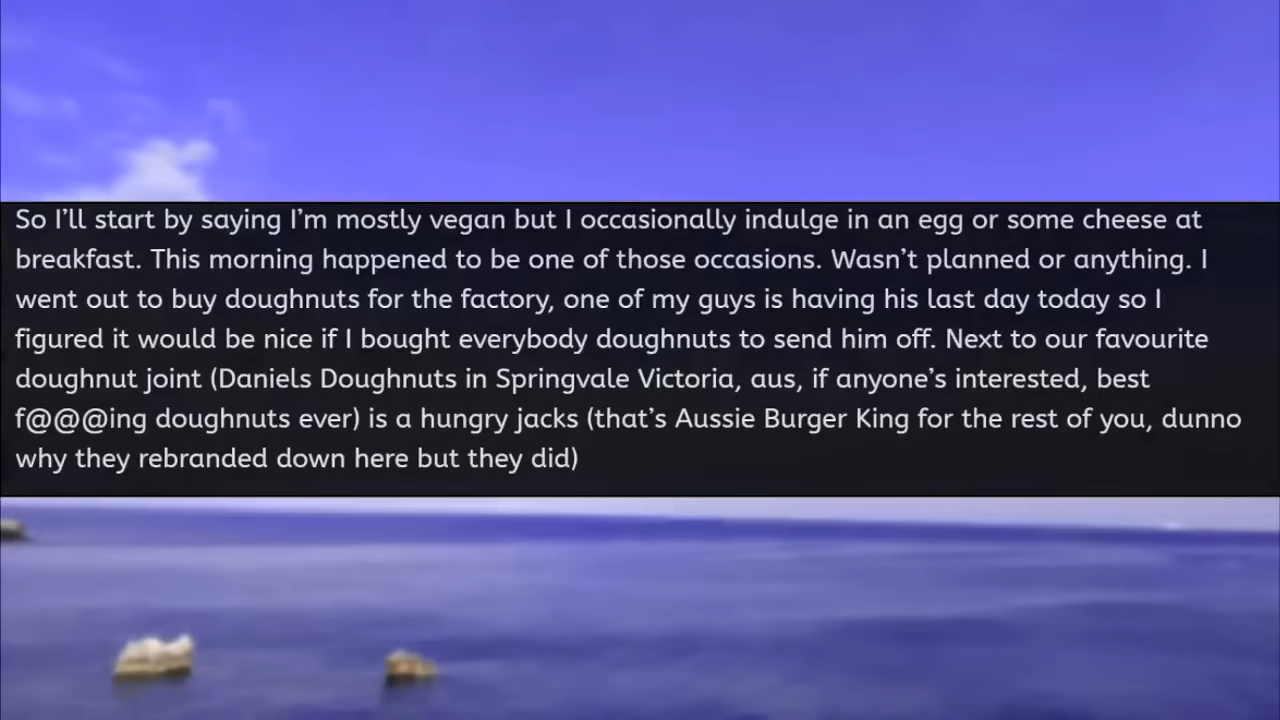 So I’ll start by saying I’m mostly vegan but I occasionally indulge in an egg or some cheese at
breakfast. This morning happened to be one of those occasions. Wasn’t planned or anything. I
went out to buy doughnuts for the factory, one of my guys is having his last day today so I
figured it would be nice if I bought everybody doughnuts to send him off. Next to our favourite
doughnut joint (Daniels Doughnuts in Springvale Victoria, aus, if anyone’s interested, best
f@@@ing doughnuts ever) is a hungry jacks (that’s Aussie Burger King for the rest of you, dunno
why they rebranded down here but they did)